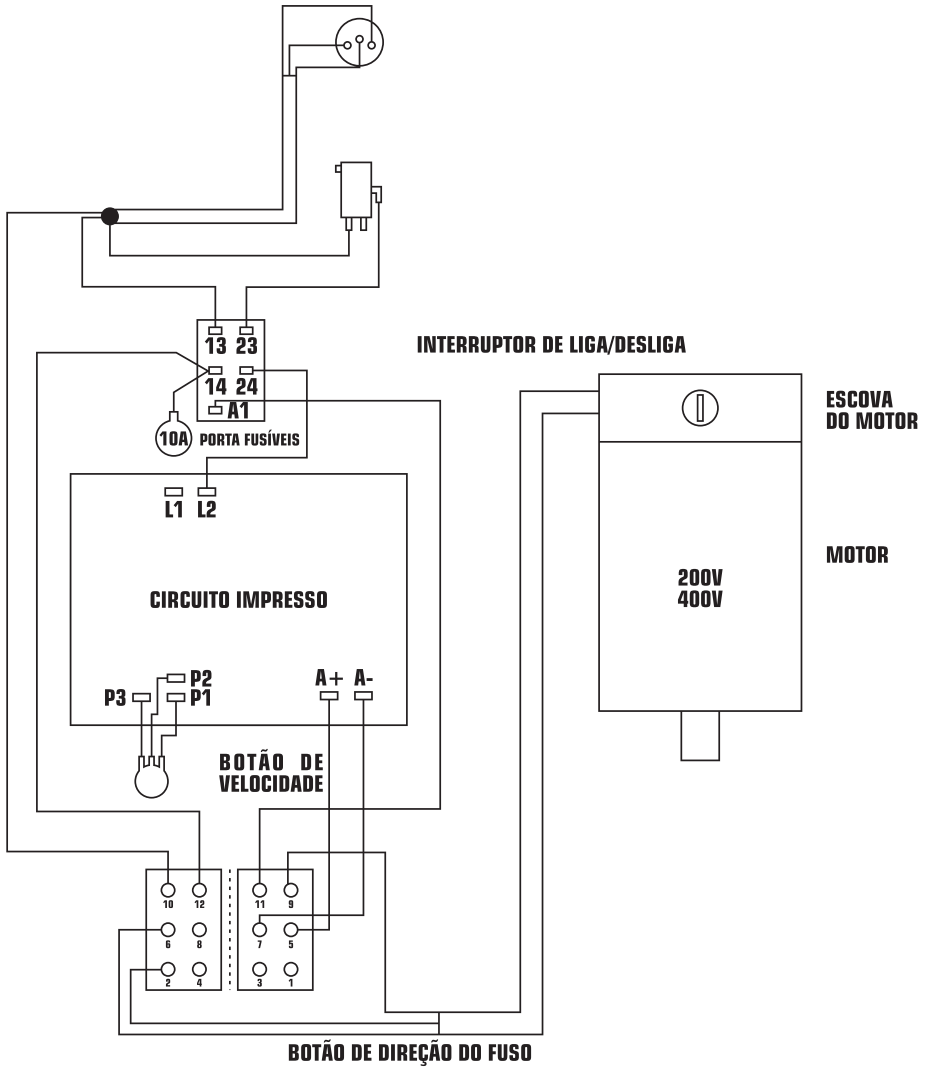 13 23
INTERRUPTOR DE LIGA/DESLIGA
14 24
A1
10A
PORTA FUSÍVEIS
ESCOVA
DO MOTOR
L1 L2
MOTOR
200V
400V
CIRCUITO IMPRESSO
P2
P3
P1
A+ A-
BOTÃO DE
VELOCIDADE
10 12 11 9
6 8 7 5
2 4 3 1
BOTÃO DE DIREÇÃO DO FUSO